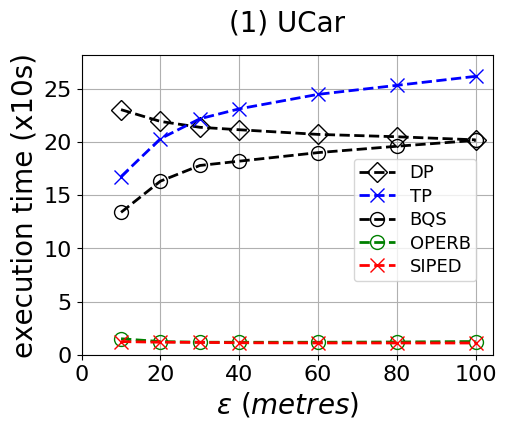 (1) UCar
execution time (x10s)
25
20
15
10
5
0
DP
TP
BQS
OPERB
SIPED
0 20 40 60 80 100
ε (metres)